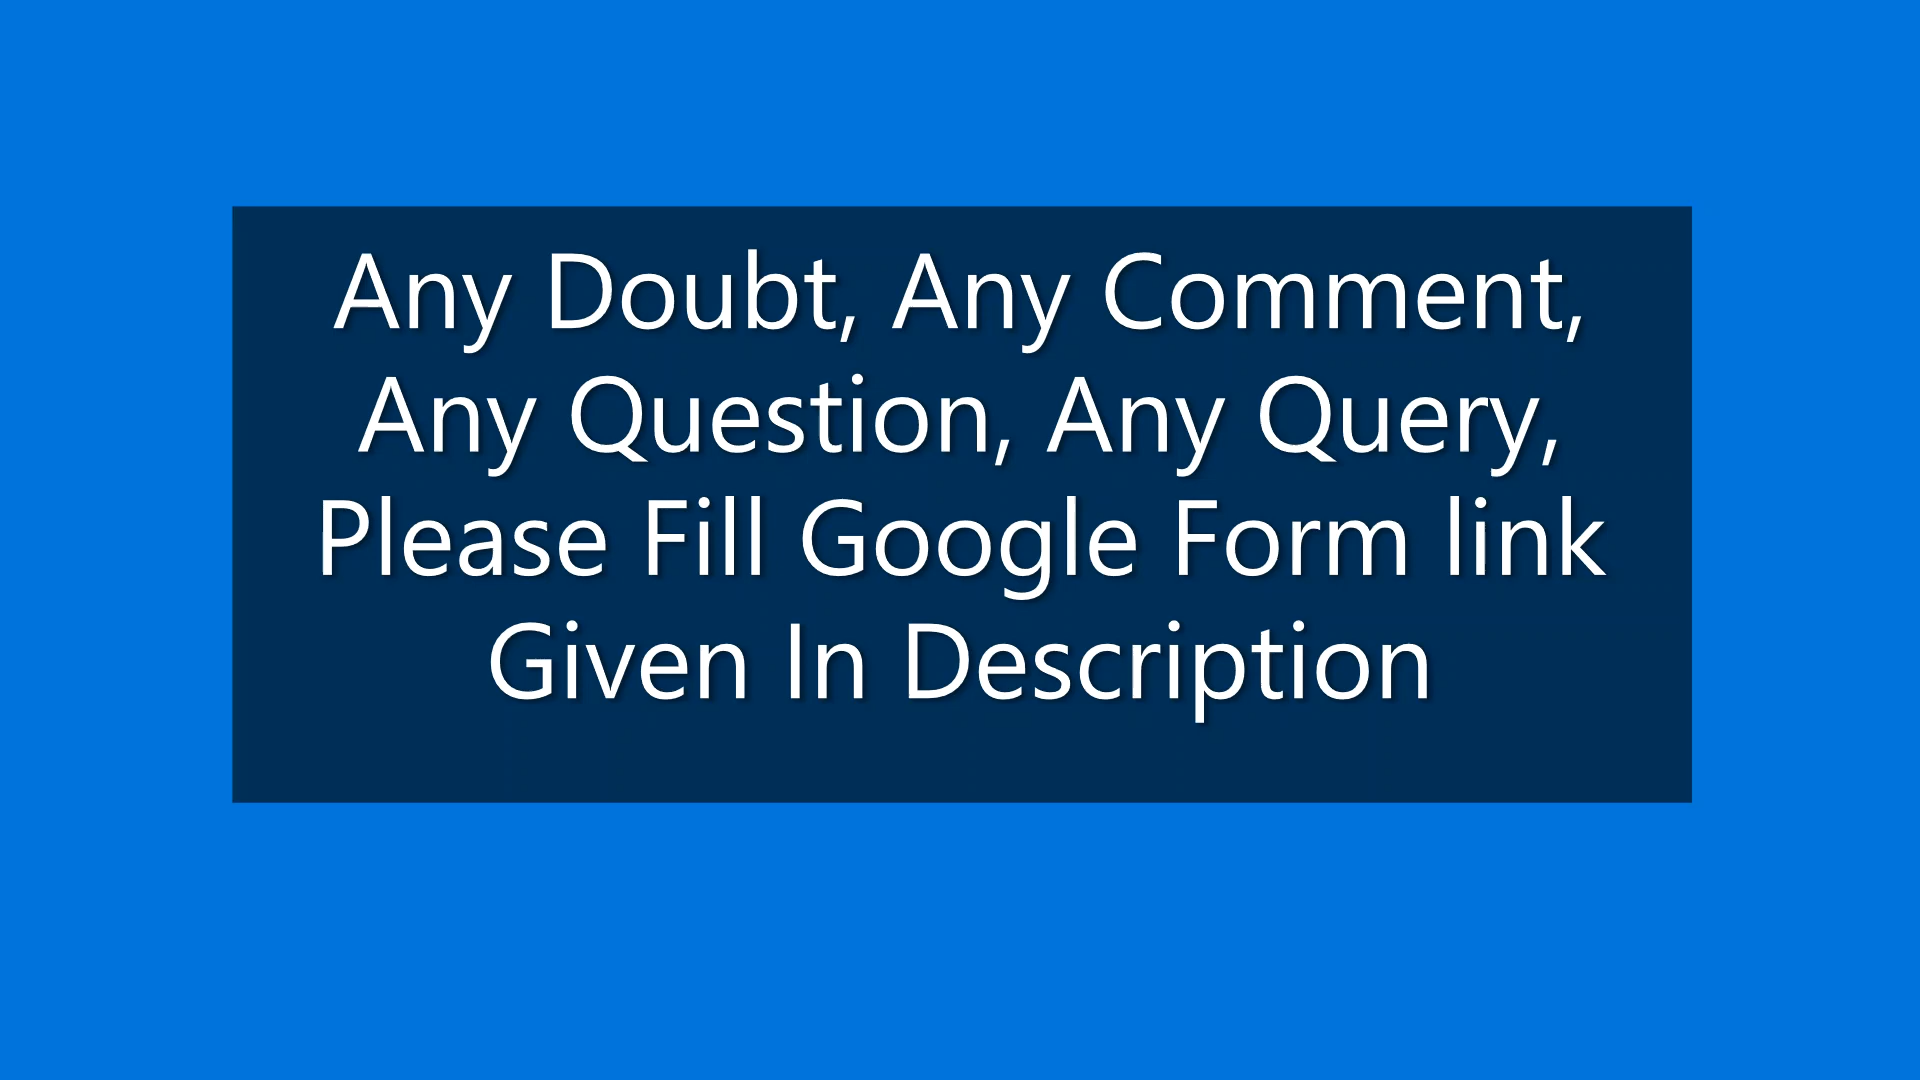 Any Doubt, Any Comment,
Any Question, Any Query,
Please Fill Google Form link
Given In Description